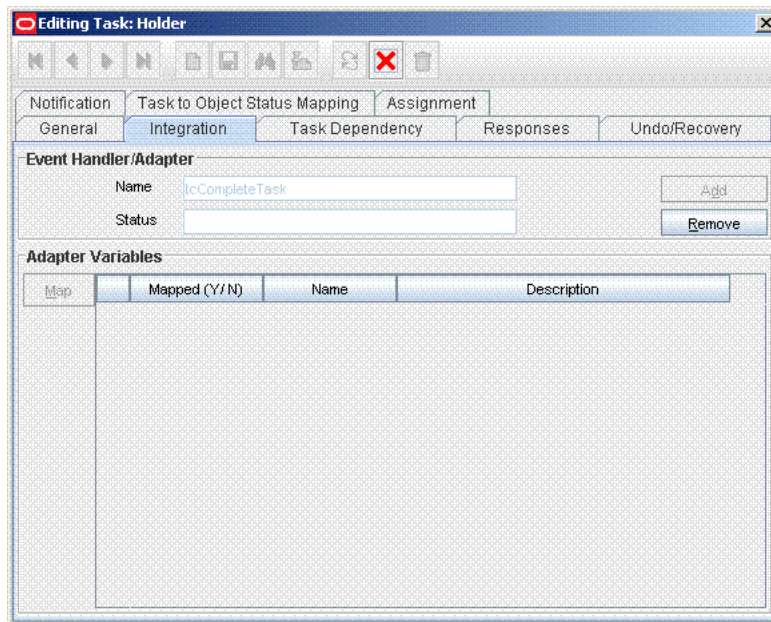 Editing Task: Holder
Notification Task to Object Status Mapping Assignment
General Integration Task Dependency Responses Undo/Recovery
Event Handler/Adapter
Name tcCompleteTask Add
Status Remove
Adapter Variables
Map Mapped (Y/N) Name Description